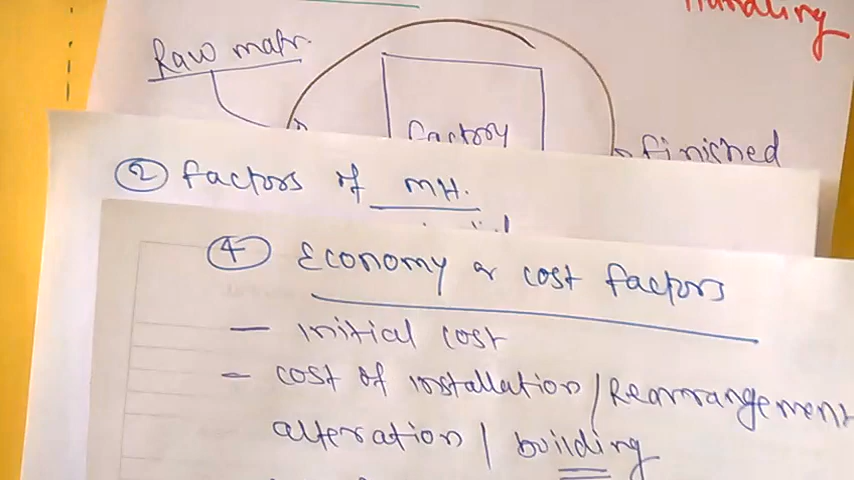 Handling
Raw matr.
Factory
Finished
② Factors of MH.
④ Economy or cost factors
- initial cost
- cost of installation / Rearrangement
alteration / building